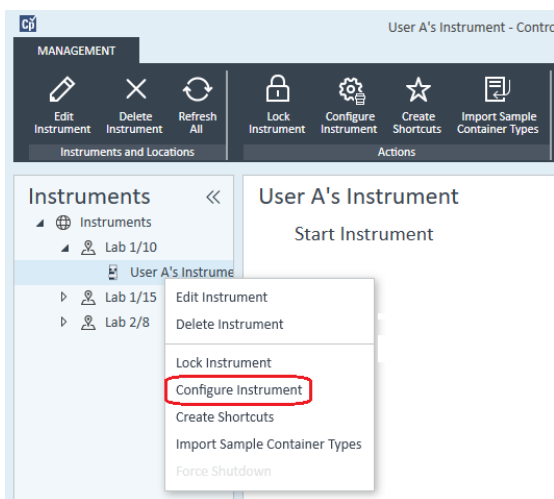 Cp
User A's Instrument - Contro
MANAGEMENT
Edit Instrument
Delete Instrument
Refresh All
Lock Instrument
Configure Instrument
Create Shortcuts
Import Sample Container Types
Instruments and Locations
Actions
Instruments
User A's Instrument
Instruments
Start Instrument
Lab 1/10
User A's Instrume
Lab 1/15
Lab 2/8
Edit Instrument
Delete Instrument
Lock Instrument
Configure Instrument
Create Shortcuts
Import Sample Container Types
Force Shutdown